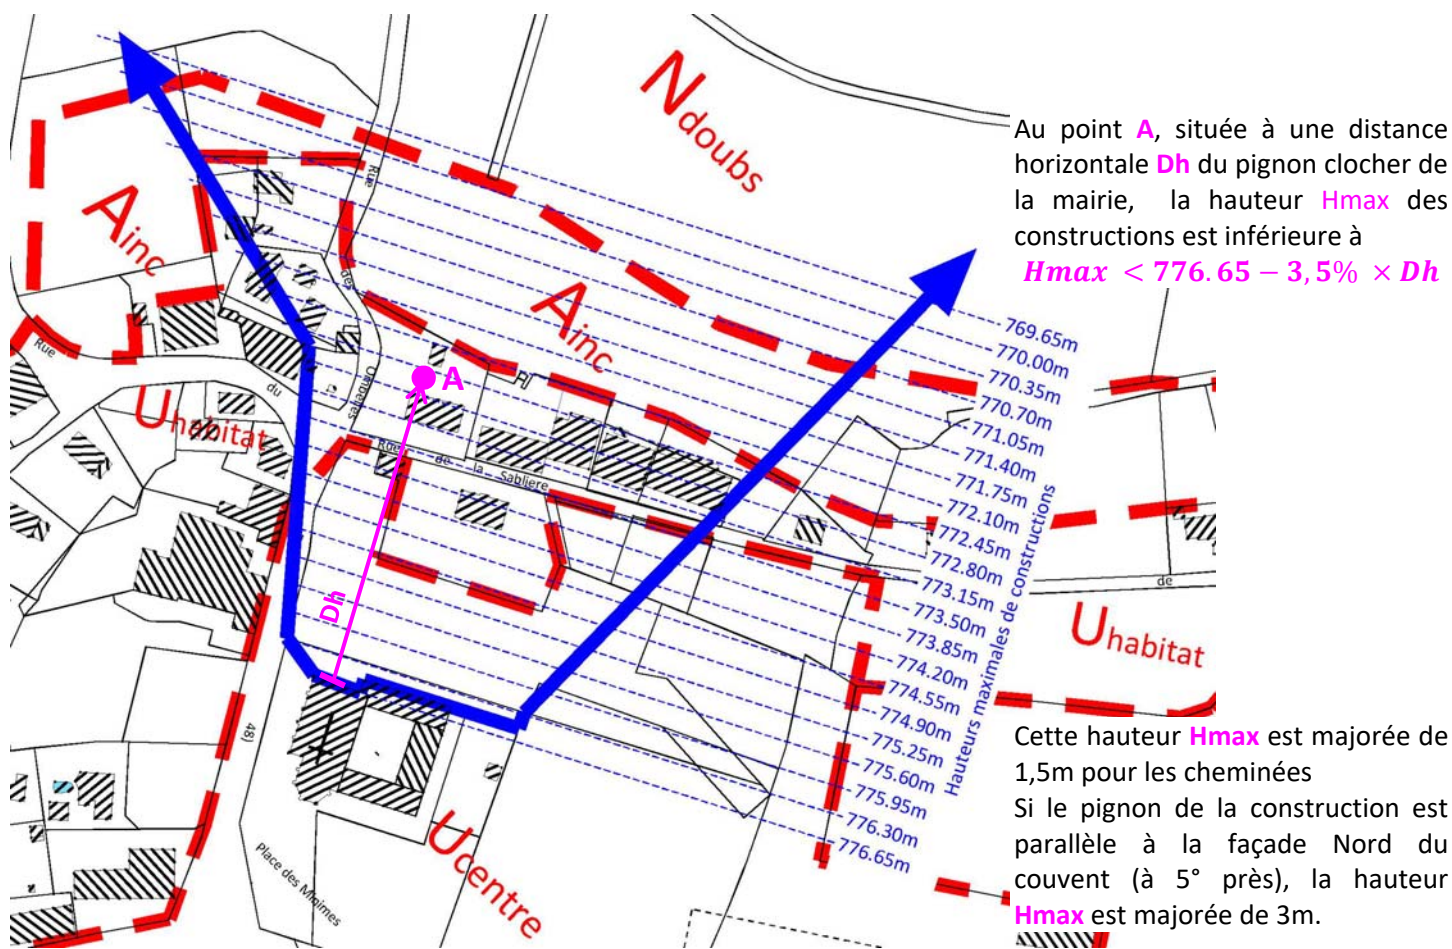 Ndoubs
Au point A, située à une distance
horizontale Dh du pignon clocher de
la mairie, la hauteur Hmax des
constructions est inférieure à
Hmax < 776.65 − 3,5% × Dh
Ainc
Rue
des
Ombelles
Ainc
Rue
du
Uhabitat
A
Rue de la Sablière
Dh
769.65m
770.00m
770.35m
770.70m
771.05m
771.40m
771.75m
772.10m
772.45m
772.80m
773.15m
773.50m
773.85m
774.20m
774.55m
774.90m
775.25m
775.60m
775.95m
776.30m
776.65m
Hauteurs maximales de constructions
de
Uhabitat
48)
Place des Minimes
Ucentre
Cette hauteur Hmax est majorée de
1,5m pour les cheminées
Si le pignon de la construction est
parallèle à la façade Nord du
couvent (à 5° près), la hauteur
Hmax est majorée de 3m.